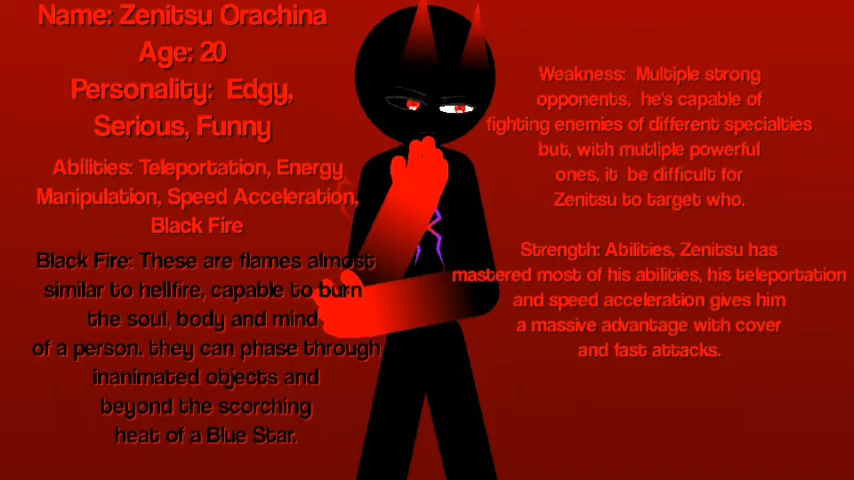 Name: Zenitsu Orachina
Age: 20
Personality: Edgy,
Serious, Funny
Abilities: Teleportation, Energy
Manipulation, Speed Acceleration,
Black Fire
Black Fire: These are flames almost
similar to hellfire, capable to burn
the soul, body and mind
of a person. they can phase through
inanimated objects and
beyond the scorching
heat of a Blue Star.
Weakness: Multiple strong
opponents, he's capable of
fighting enemies of different specialties
but, with mutliple powerful
ones, it be difficult for
Zenitsu to target who.
Strength: Abilities, Zenitsu has
mastered most of his abilities, his teleportation
and speed acceleration gives him
a massive advantage with cover
and fast attacks.